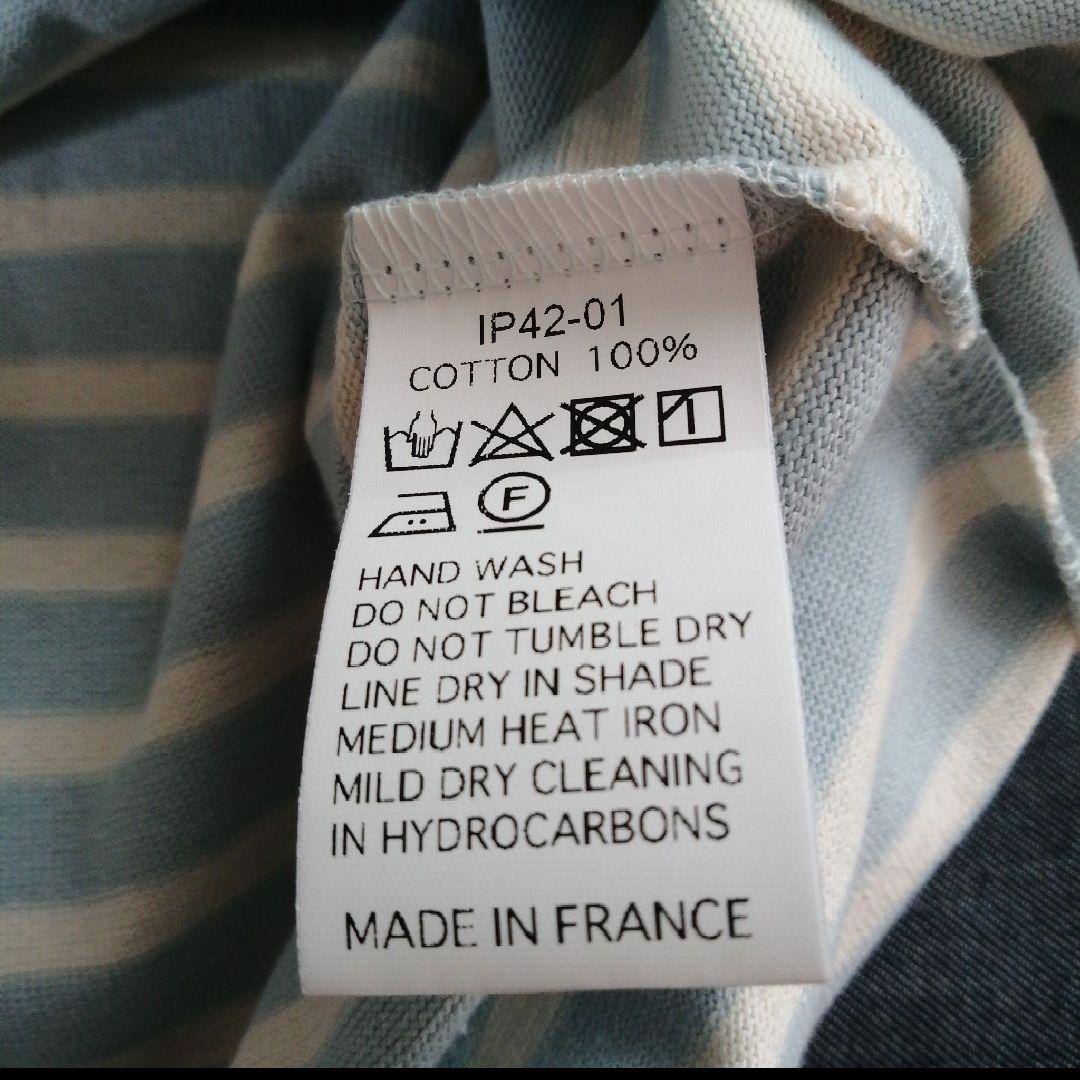 IP42-01
COTTON 100%
F
HAND WASH
DO NOT BLEACH
DO NOT TUMBLE DRY
LINE DRY IN SHADE
MEDIUM HEAT IRON
MILD DRY CLEANING
IN HYDROCARBONS
MADE IN FRANCE